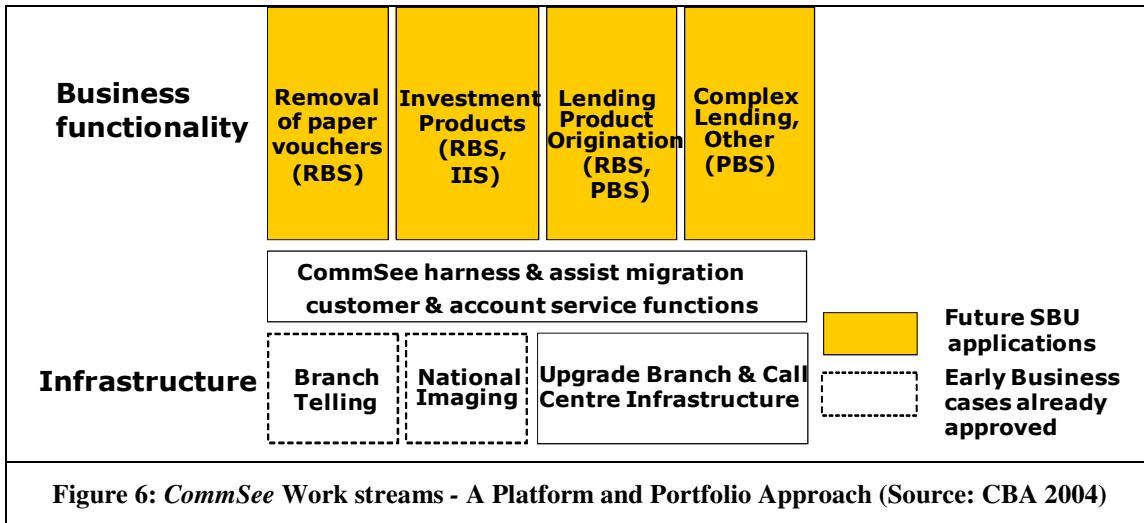 Business
functionality
Removal
of paper
vouchers
(RBS)
Investment
Products
(RBS,
IIS)
Lending
Product
Origination
(RBS,
PBS)
Complex
Lending,
Other
(PBS)
CommSee harness & assist migration
customer & account service functions
Infrastructure
Branch
Telling
National
Imaging
Upgrade Branch & Call
Centre Infrastructure
Future SBU
applications
Early Business
cases already
approved
Figure 6: CommSee Work streams - A Platform and Portfolio Approach (Source: CBA 2004)